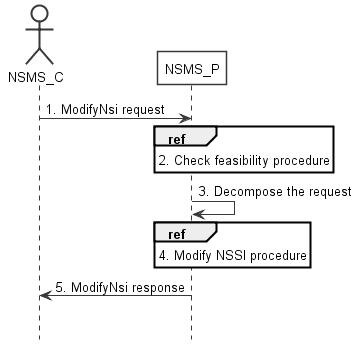 NSMS_C
NSMS_P
1. ModifyNsi request
ref
2. Check feasibility procedure
3. Decompose the request
ref
4. Modify NSSI procedure
5. ModifyNsi response